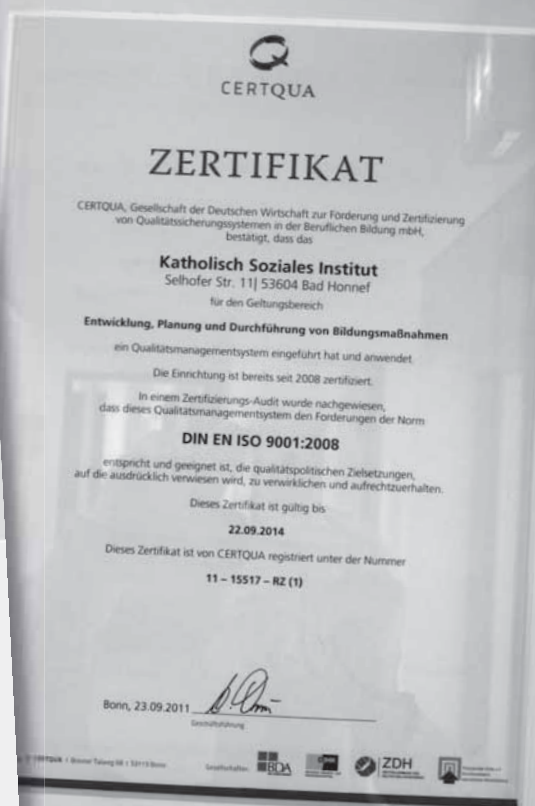 CERTQUA
ZERTIFIKAT
CERTQUA, Gesellschaft der Deutschen Wirtschaft zur Förderung und Zertifizierung
von Qualitätssicherungssystemen in der Beruflichen Bildung mbH,
bestätigt, dass das
Katholisch Soziales Institut
Selhofer Str. 11| 53604 Bad Honnef
für den Geltungsbereich
Entwicklung, Planung und Durchführung von Bildungsmaßnahmen
ein Qualitätsmanagementsystem eingeführt hat und anwendet.
Die Einrichtung ist bereits seit 2008 zertifiziert.
In einem Zertifizierungs-Audit wurde nachgewiesen,
dass dieses Qualitätsmanagementsystem den Forderungen der Norm
DIN EN ISO 9001:2008
entspricht und geeignet ist, die qualitätspolitischen Zielsetzungen,
auf die ausdrücklich verwiesen wird, zu verwirklichen und aufrechtzuerhalten.
Dieses Zertifikat ist gültig bis
22.09.2014
Dieses Zertifikat ist von CERTQUA registriert unter der Nummer
11 – 15517 – RZ (1)
Bonn, 23.09.2011
Geschäftsführung
CERTQUA
Gesellschafter:
BDA
ZDH